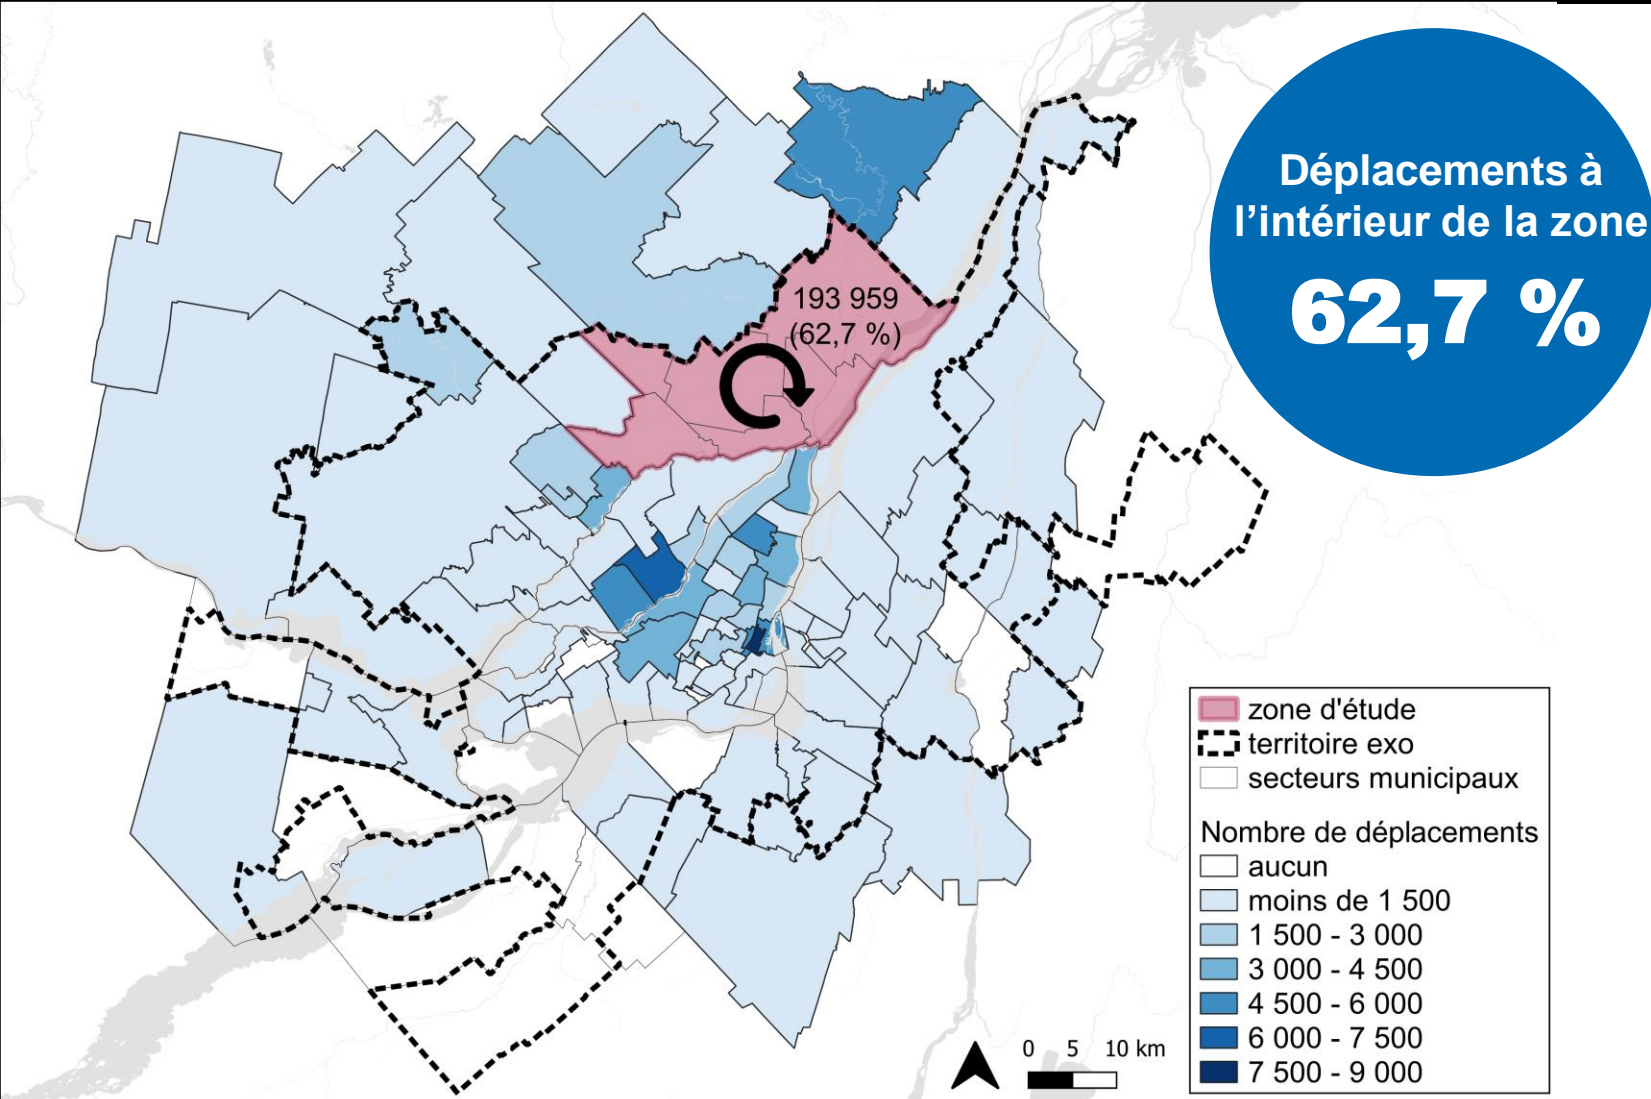 Déplacements à
l'intérieur de la zone
62,7 %
193 959
(62,7 %)
zone d'étude
territoire exo
secteurs municipaux
Nombre de déplacements
aucun
moins de 1 500
1 500 - 3 000
3 000 - 4 500
4 500 - 6 000
6 000 - 7 500
7 500 - 9 000
0 5 10 km